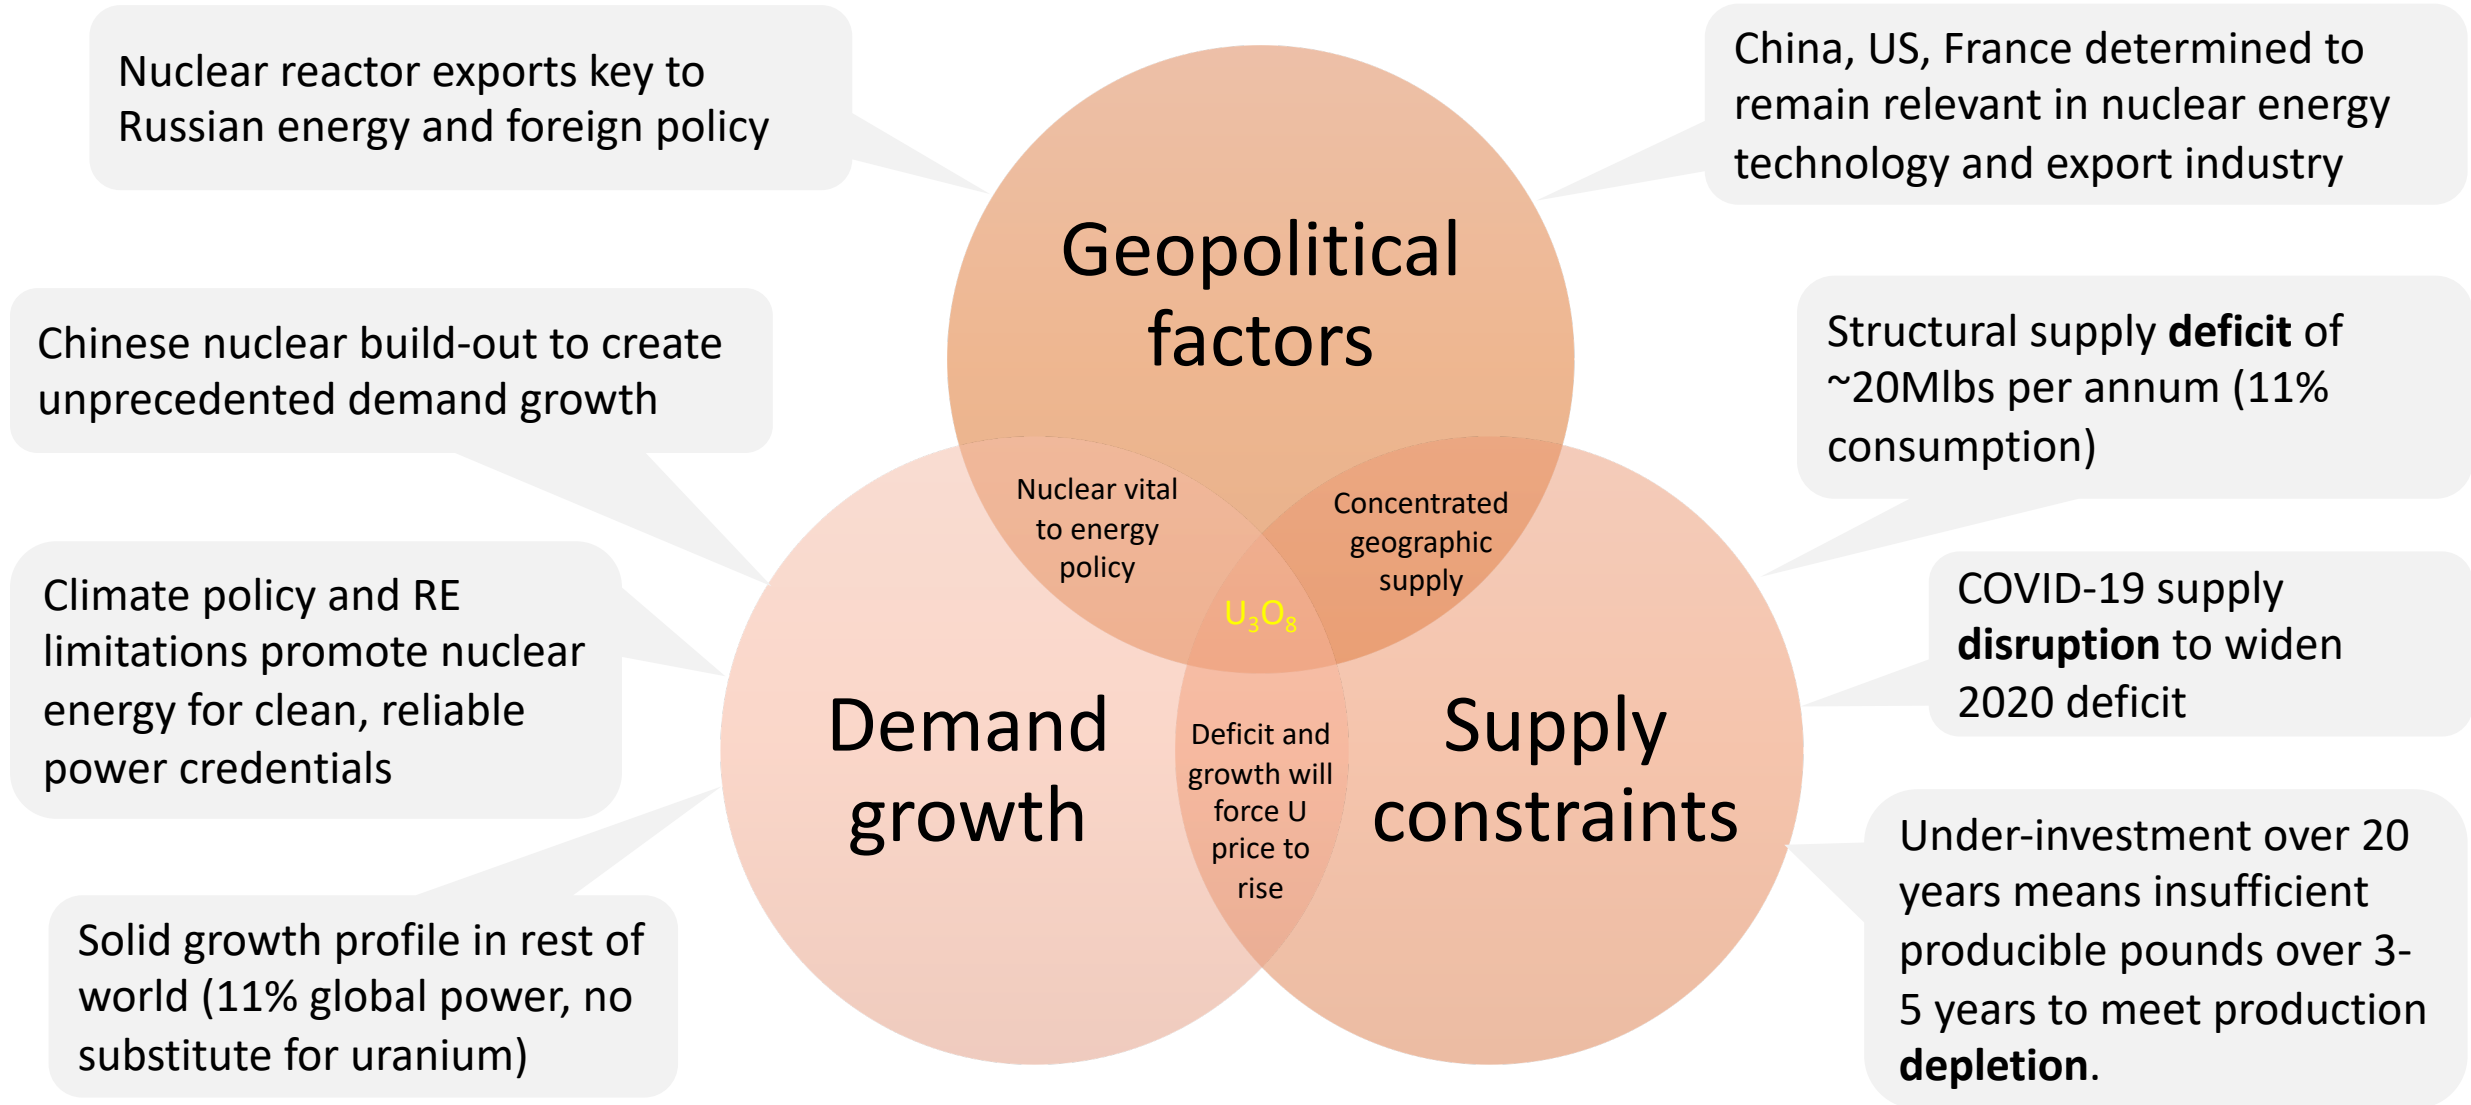 Nuclear reactor exports key to
Russian energy and foreign policy
China, US, France determined to
remain relevant in nuclear energy
technology and export industry
Geopolitical
factors
Chinese nuclear build-out to create
unprecedented demand growth
Structural supply deficit of
~20Mlbs per annum (11%
consumption)
Nuclear vital
to energy
policy
Concentrated
geographic
supply
U₃O₈
Climate policy and RE
limitations promote nuclear
energy for clean, reliable
power credentials
COVID-19 supply
disruption to widen
2020 deficit
Demand
growth
Deficit and
growth will
force U
price to
rise
Supply
constraints
Solid growth profile in rest of
world (11% global power, no
substitute for uranium)
Under-investment over 20
years means insufficient
producible pounds over 3-
5 years to meet production
depletion.